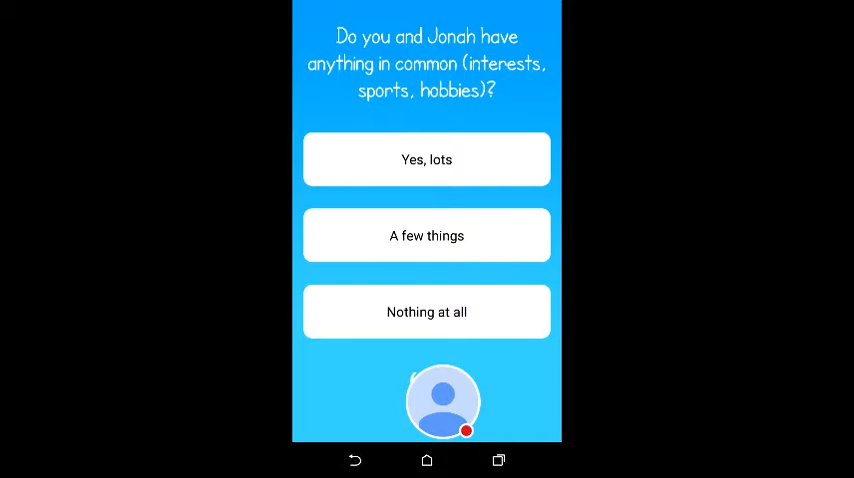 Do you and Jonah have
anything in common (interests,
sports, hobbies)?
Yes, lots
A few things
Nothing at all